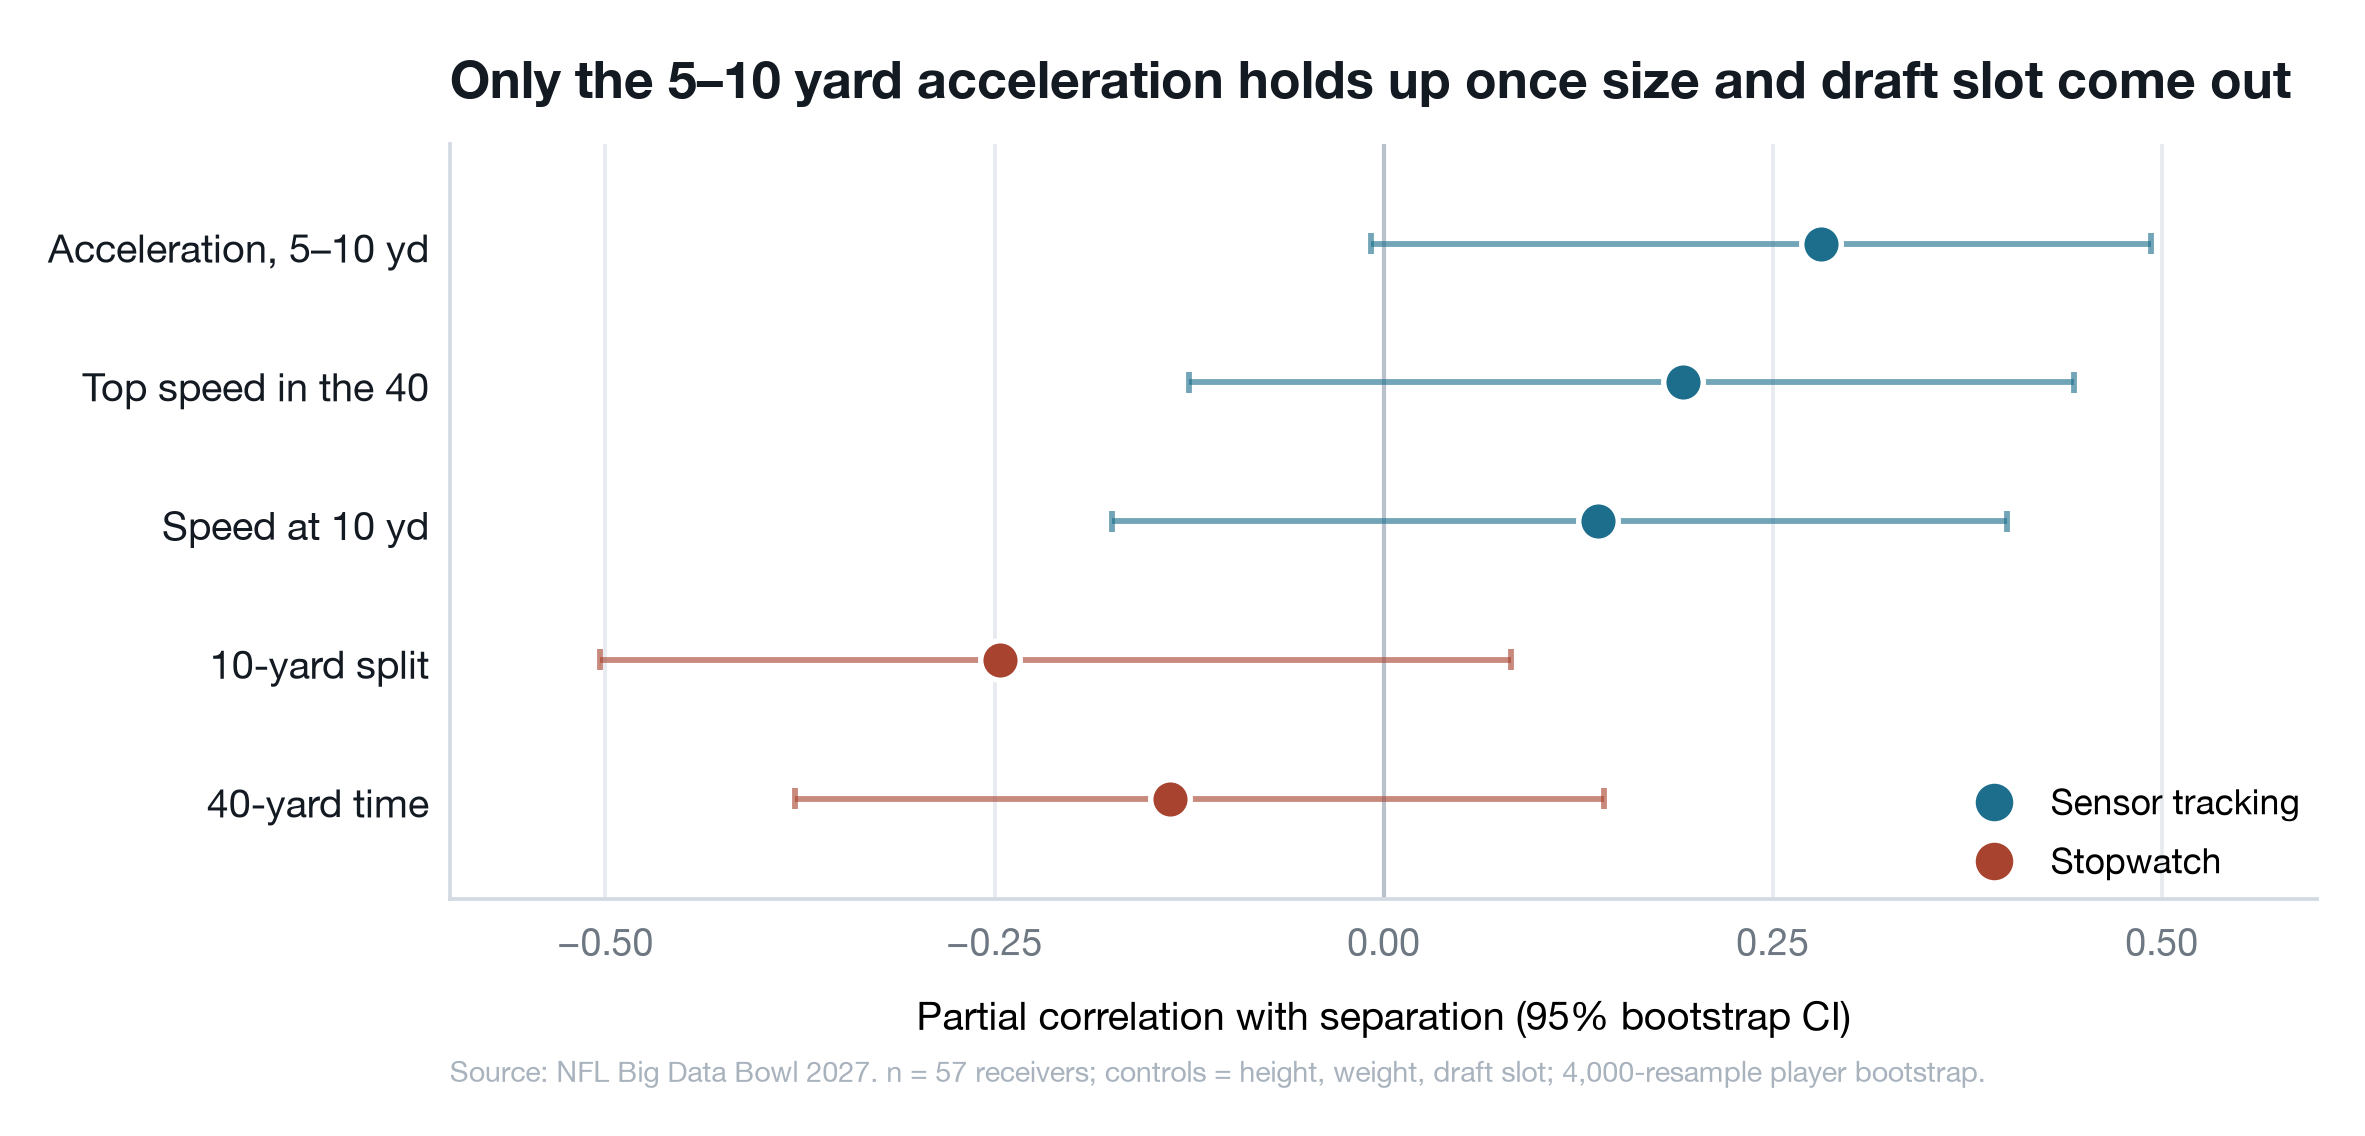 Only the 5–10 yard acceleration holds up once size and draft slot come out
Acceleration, 5–10 yd
Top speed in the 40
Speed at 10 yd
10-yard split
40-yard time
Sensor tracking
Stopwatch
−0.50
−0.25
0.00
0.25
0.50
Partial correlation with separation (95% bootstrap CI)
Source: NFL Big Data Bowl 2027. n = 57 receivers; controls = height, weight, draft slot; 4,000-resample player bootstrap.